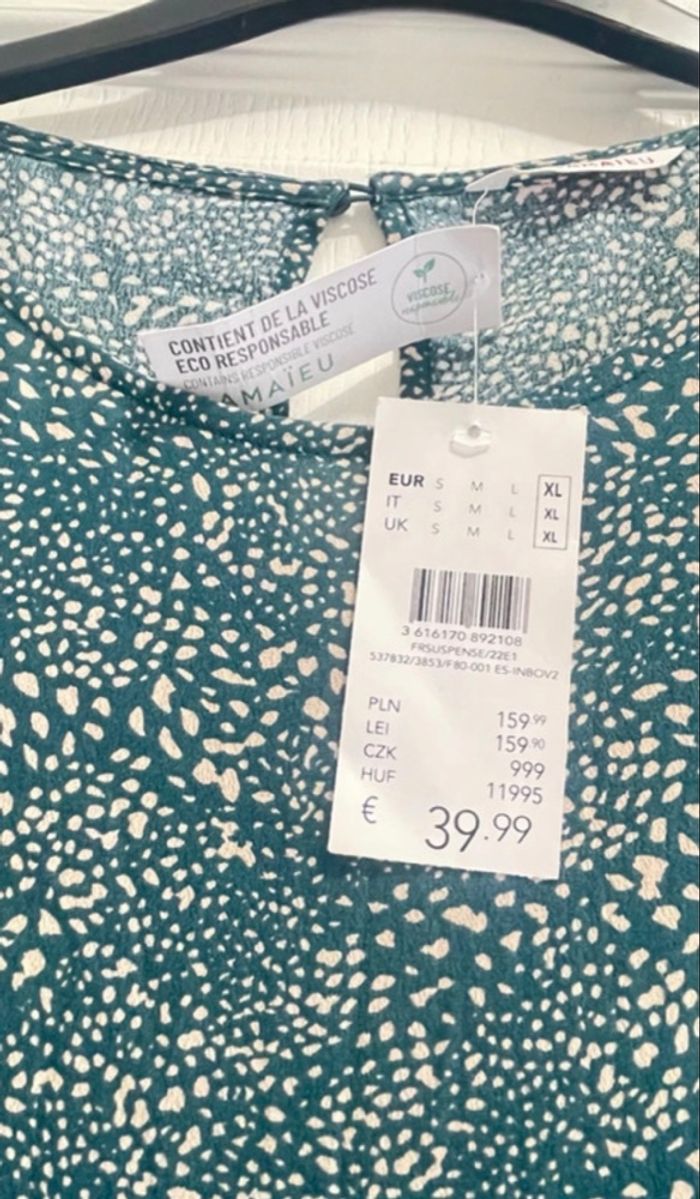 MAÏEU
CONTIENT DE LA VISCOSE
ECO RESPONSABLE
CONTAINS RESPONSIBLE VISCOSE
AMAÏEU
VISCOSE
responsable
EUR S M L XL
IT S M L XL
UK S M L XL
3 616170 892108
FRSUSPENSE/22E1
537832/3853/F80-001 ES-INBOV2
PLN 159.99
LEI 159.90
CZK 999
HUF 11995
€ 39.99